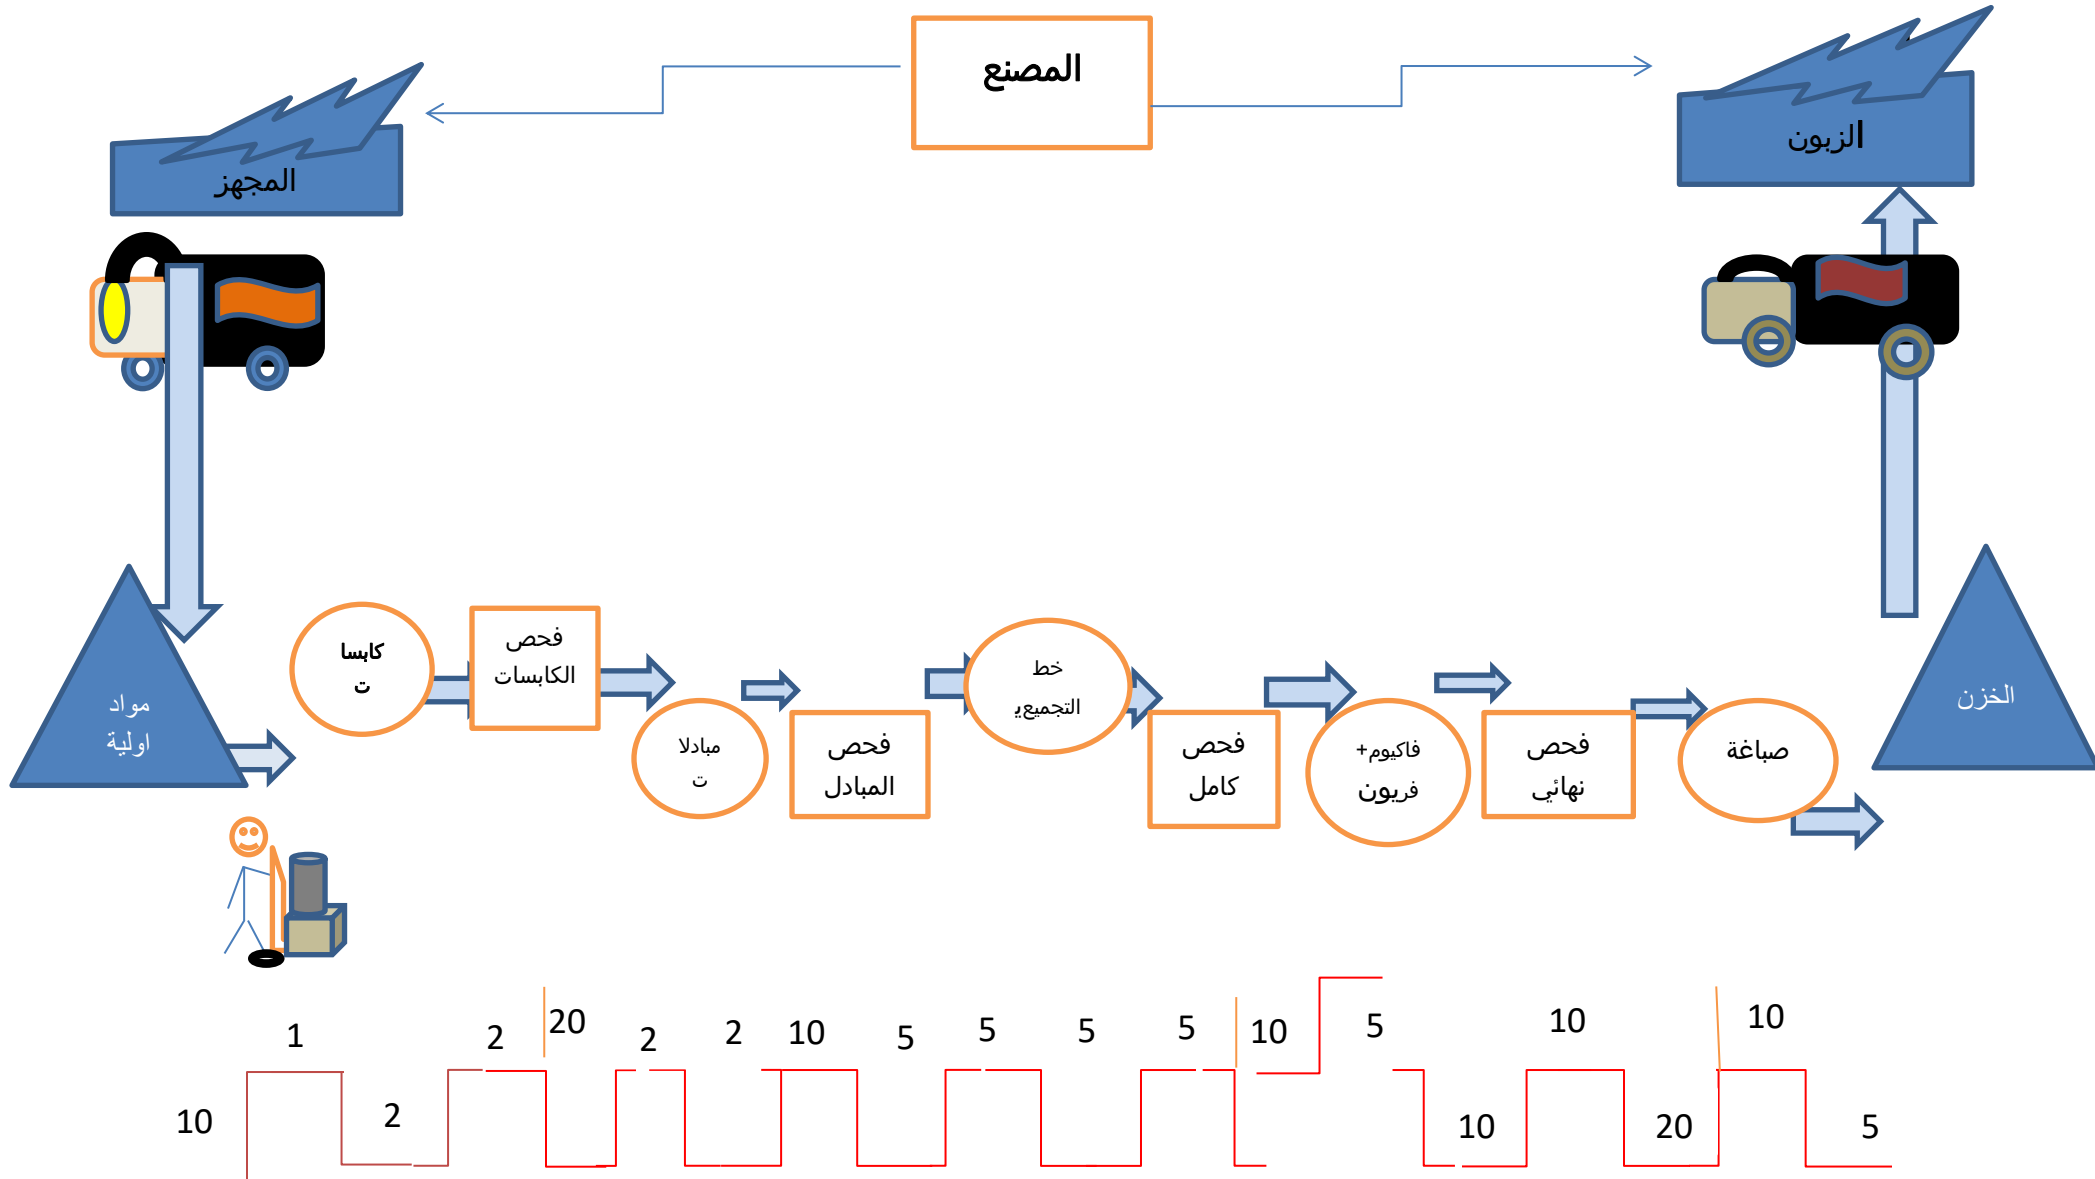 المصنع
الزبون
المجهز
كابسا
ت
فحص
الكابسات
مبادلا
ت
فحص
المبادل
خط
التجميعي
فحص
كامل
فاكيوم+
فريون
فحص
نهائي
صباغة
مواد
اولية
الخزن
1
2
20
2
2
10
5
5
5
5
10
5
10
10
10
2
10
20
5